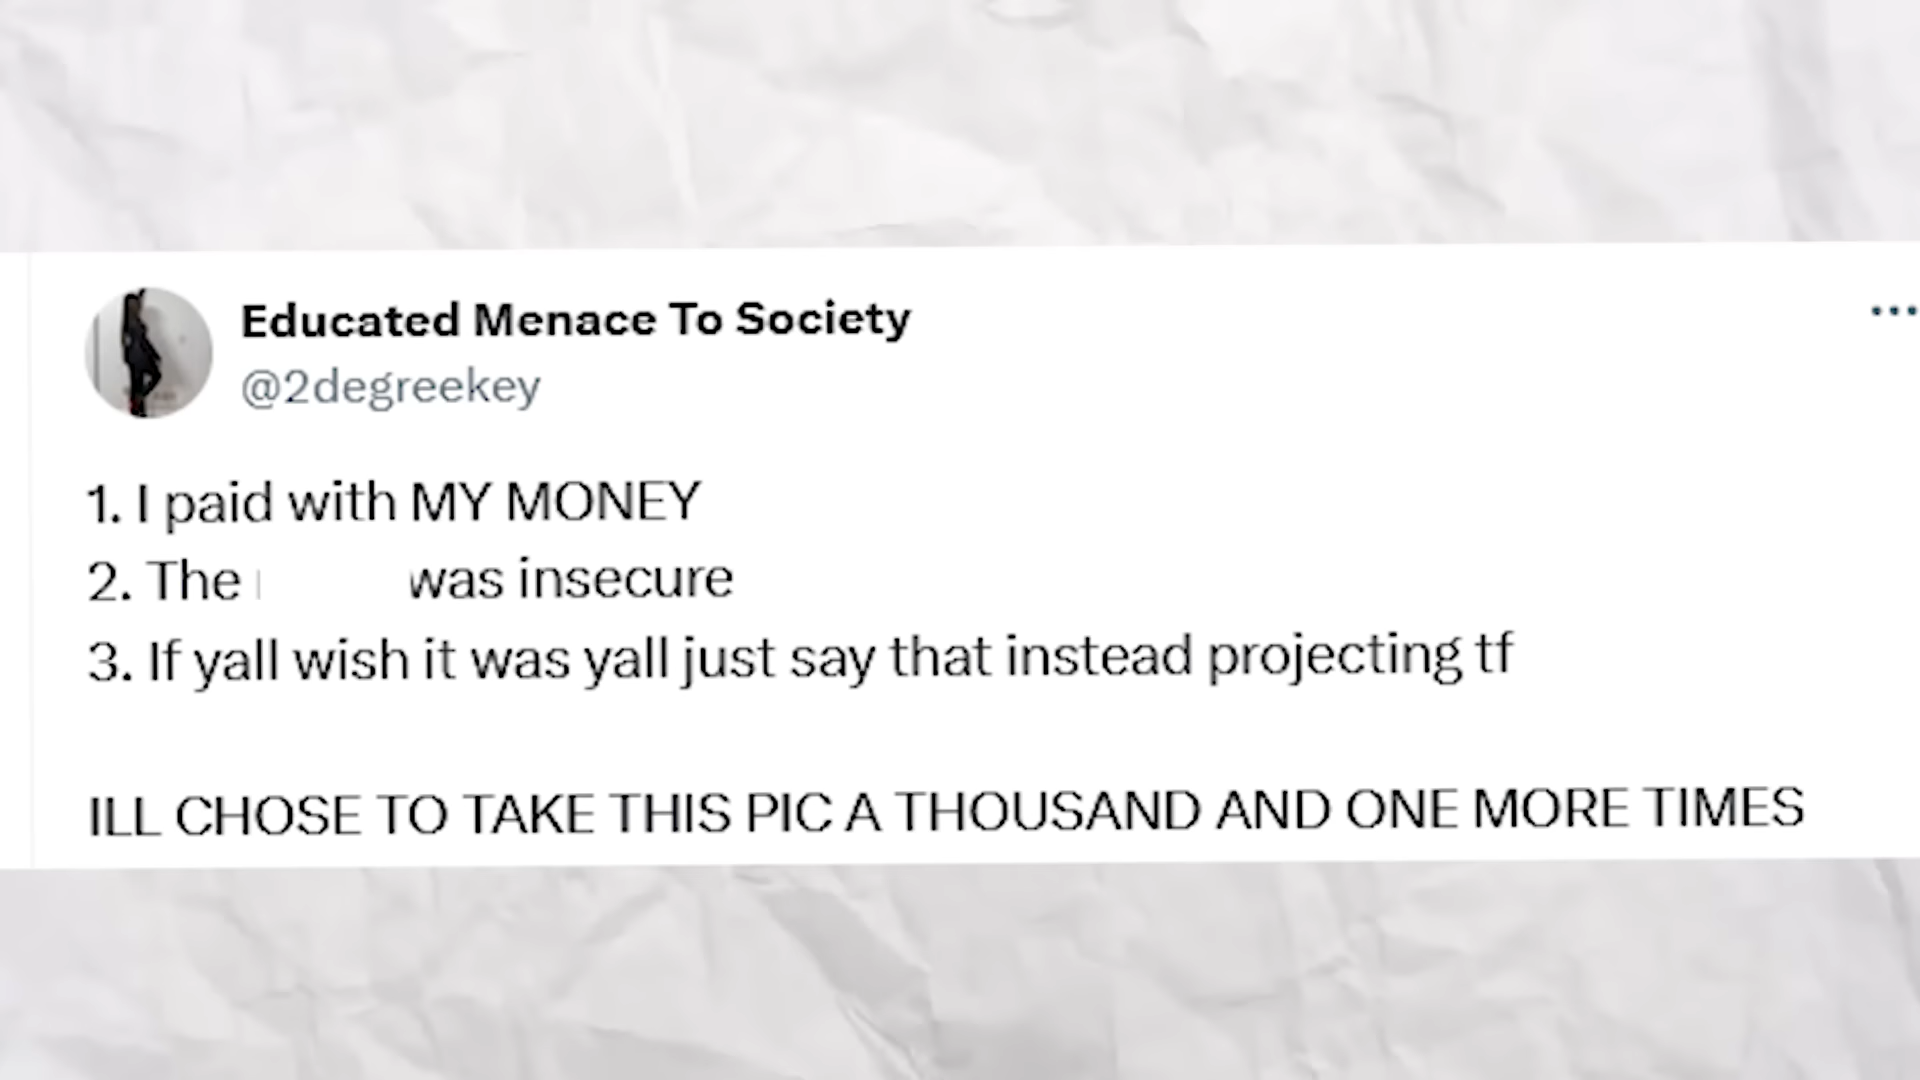 Educated Menace To Society
@2degreekey
1. I paid with MY MONEY
2. The was insecure
3. If yall wish it was yall just say that instead projecting tf
ILL CHOSE TO TAKE THIS PIC A THOUSAND AND ONE MORE TIMES